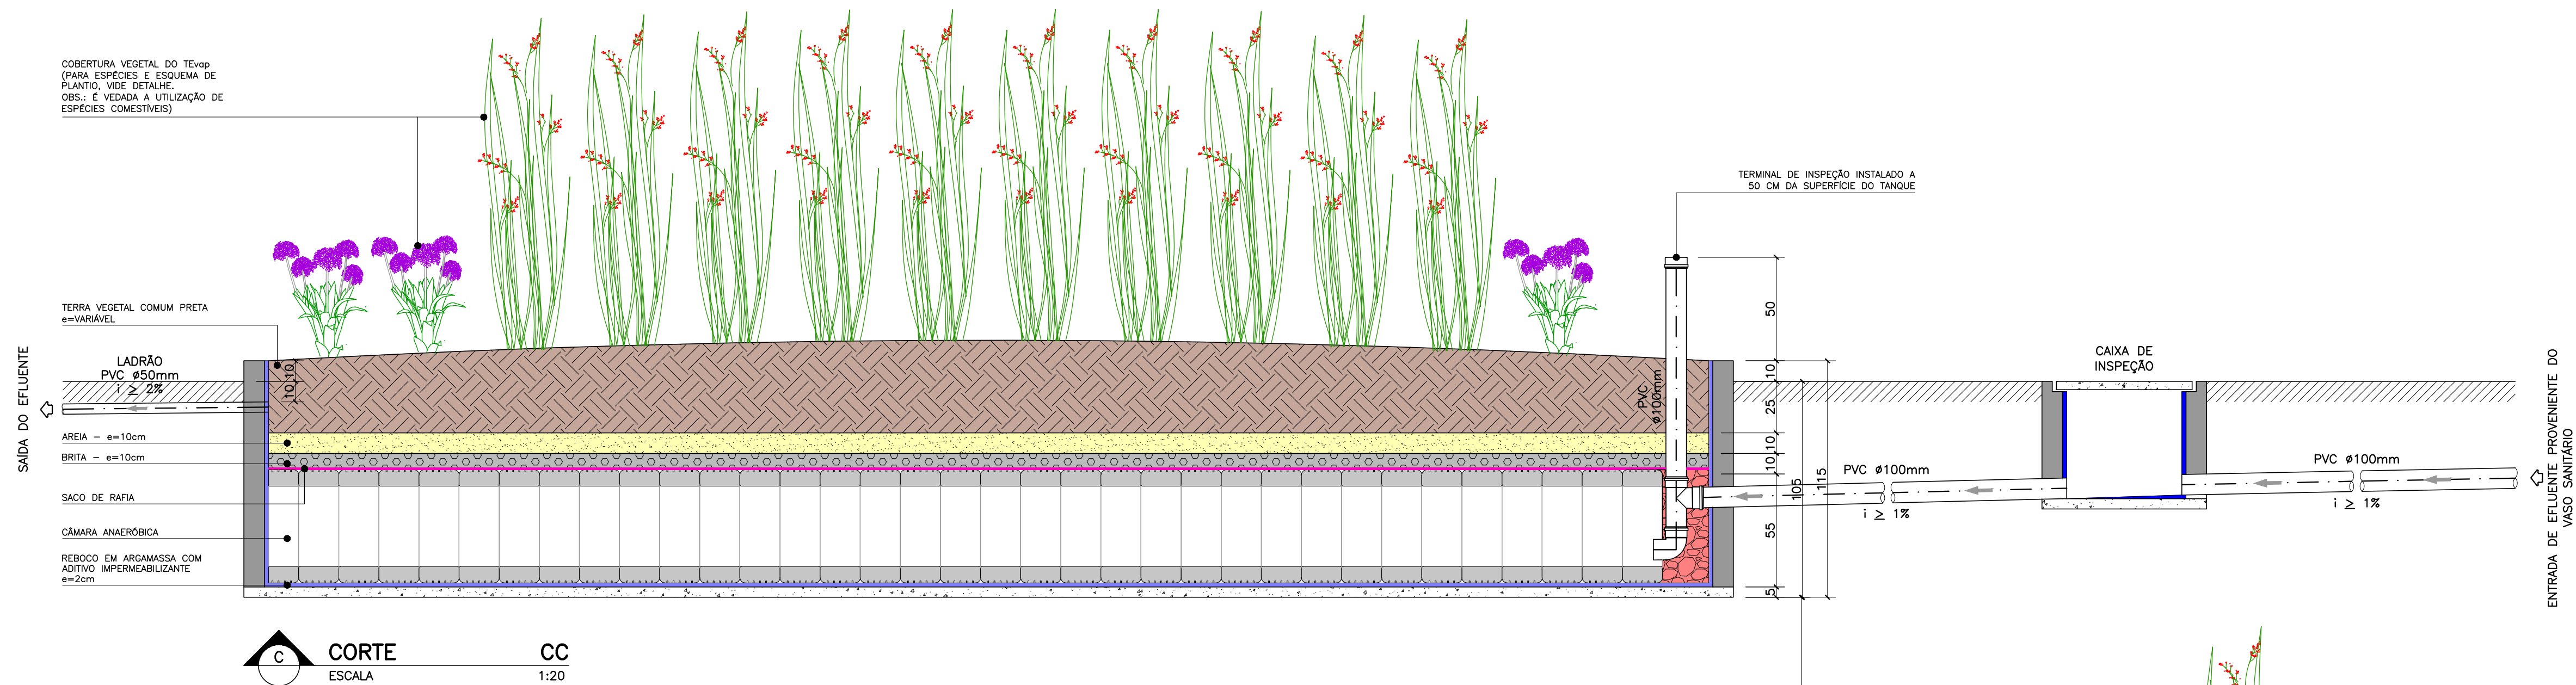 COBERTURA VEGETAL DO TEvap
(PARA ESPÉCIES E ESQUEMA DE
PLANTIO, VIDE DETALHE.
OBS.: É VEDADA A UTILIZAÇÃO DE
ESPÉCIES COMESTÍVEIS)
TERMINAL DE INSPEÇÃO INSTALADO A
50 CM DA SUPERFÍCIE DO TANQUE
TERRA VEGETAL COMUM PRETA
e=VARIÁVEL
SAÍDA DO EFLUENTE
LADRÃO
PVC ø50mm
i ≥ 2%
10
10
AREIA - e=10cm
BRITA - e=10cm
SACO DE RAFIA
CÂMARA ANAERÓBICA
REBOCO EM ARGAMASSA COM
ADITIVO IMPERMEABILIZANTE
e=2cm
PVC
ø100mm
50
10
25
10
10
55
5
105
115
PVC ø100mm
i ≥ 1%
CAIXA DE
INSPEÇÃO
PVC ø100mm
i ≥ 1%
ENTRADA DE EFLUENTE PROVENIENTE DO
VASO SANITÁRIO
C
CORTE CC
ESCALA 1:20